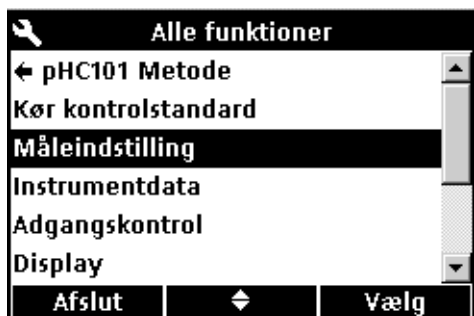 Alle funktioner
← pHC101 Metode
Kør kontrolstandard
Måleindstilling
Instrumentdata
Adgangskontrol
Display
Afslut Vælg